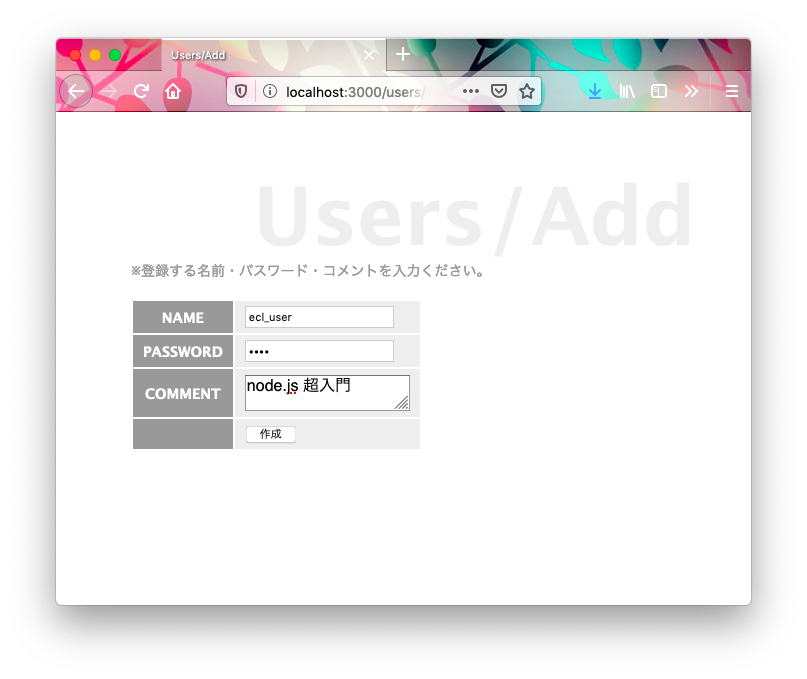 Users/Add
localhost:3000/users/
Users/Add
※登録する名前・パスワード・コメントを入力ください。
NAME ecl_user
PASSWORD ••••
COMMENT node.js 超入門
作成